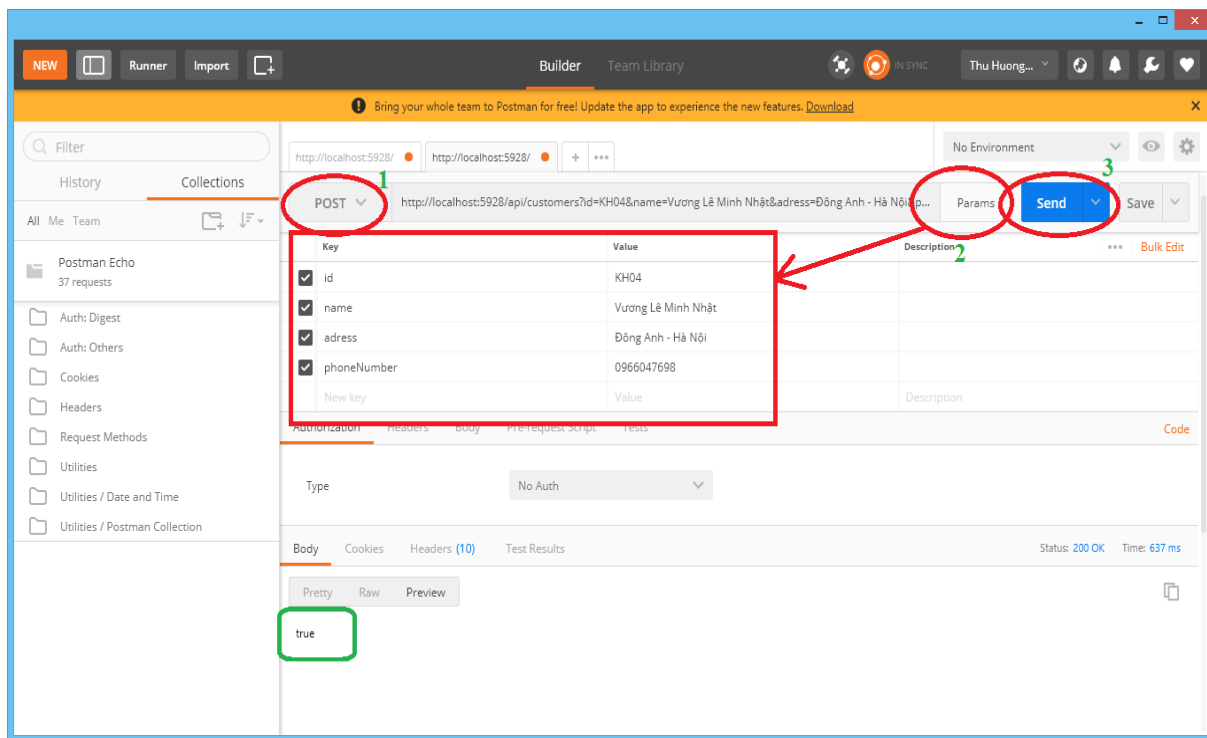 NEW Runner Import Builder Team Library IN SYNC Thu Huong...
Bring your whole team to Postman for free! Update the app to experience the new features. Download
Filter
History Collections
All Me Team
Postman Echo
37 requests
Auth: Digest
Auth: Others
Cookies
Headers
Request Methods
Utilities
Utilities / Date and Time
Utilities / Postman Collection
http://localhost:5928/ http://localhost:5928/ + No Environment
1 3
POST http://localhost:5928/api/customers?id=KH04&name=Vương Lê Minh Nhật&adress=Đông Anh - Hà Nội&p... Params Send Save
Key Value Description ... Bulk Edit
2
id KH04
name Vương Lê Minh Nhật
adress Đông Anh - Hà Nội
phoneNumber 0966047698
New key Value Description
Authorization Headers Body Pre-request Script Tests Code
Type No Auth
Body Cookies Headers (10) Test Results Status: 200 OK Time: 637 ms
Pretty Raw Preview
true